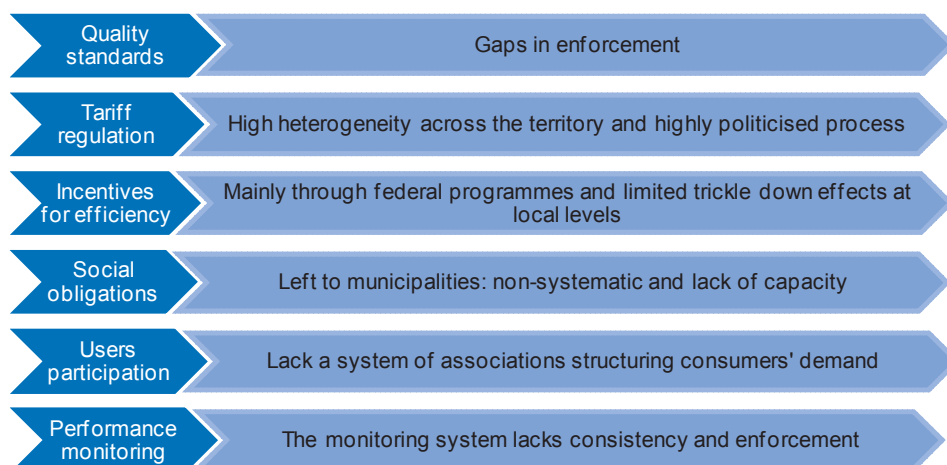 Quality
standards
Gaps in enforcement
Tariff
regulation
High heterogeneity across the territory and highly politicised process
Incentives
for efficiency
Mainly through federal programmes and limited trickle down effects at
local levels
Social
obligations
Left to municipalities: non-systematic and lack of capacity
Users
participation
Lack a system of associations structuring consumers' demand
Performance
monitoring
The monitoring system lacks consistency and enforcement